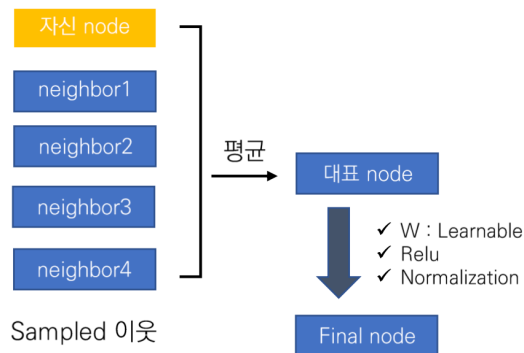 자신 node
neighbor1
neighbor2
neighbor3
neighbor4
Sampled 이웃
평균
대표 node
✓ W : Learnable
✓ Relu
✓ Normalization
Final node